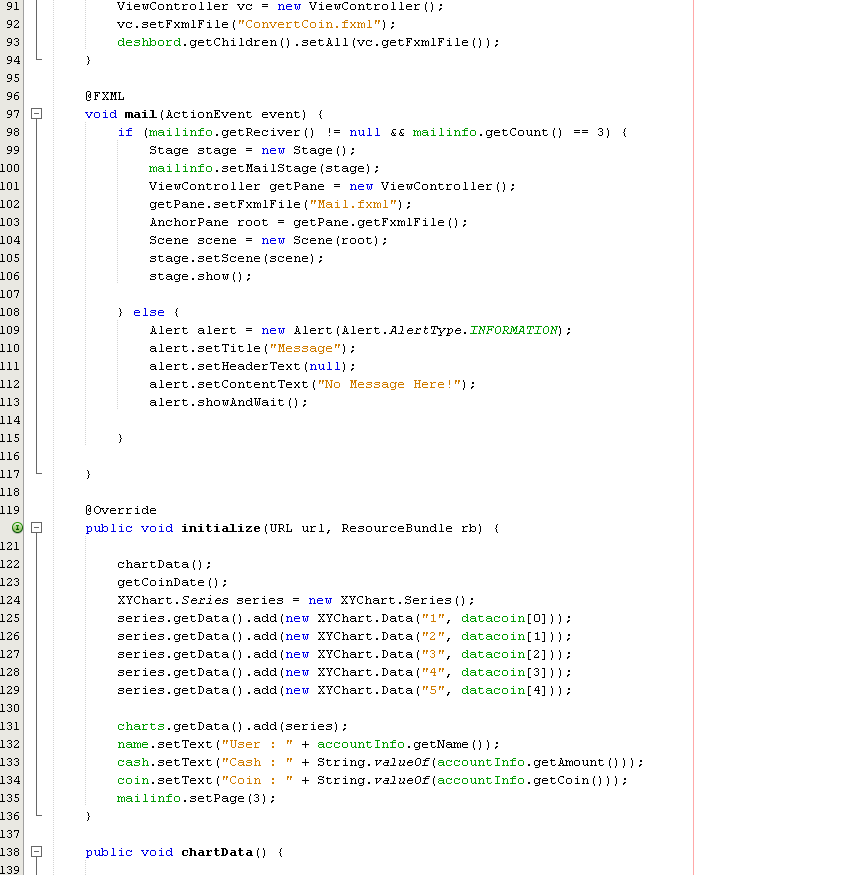 91 ViewController vc = new ViewController();
92 vc.setFxmlFile("ConvertCoin.fxml");
93 deshbord.getChildren().setAll(vc.getFxmlFile());
94 }
95
96 @FXML
97 void mail(ActionEvent event) {
98 if (mailinfo.getReciver() != null && mailinfo.getCount() == 3) {
99 Stage stage = new Stage();
100 mailinfo.setMailStage(stage);
101 ViewController getPane = new ViewController();
102 getPane.setFxmlFile("Mail.fxml");
103 AnchorPane root = getPane.getFxmlFile();
104 Scene scene = new Scene(root);
105 stage.setScene(scene);
106 stage.show();
107
108 } else {
109 Alert alert = new Alert(Alert.AlertType.INFORMATION);
110 alert.setTitle("Message");
111 alert.setHeaderText(null);
112 alert.setContentText("No Message Here!");
113 alert.showAndWait();
114
115 }
116
117 }
118
119 @Override
public void initialize(URL url, ResourceBundle rb) {
121
122 chartData();
123 getCoinDate();
124 XYChart.Series series = new XYChart.Series();
125 series.getData().add(new XYChart.Data("1", datacoin[0]));
126 series.getData().add(new XYChart.Data("2", datacoin[1]));
127 series.getData().add(new XYChart.Data("3", datacoin[2]));
128 series.getData().add(new XYChart.Data("4", datacoin[3]));
129 series.getData().add(new XYChart.Data("5", datacoin[4]));
130
131 charts.getData().add(series);
132 name.setText("User : " + accountInfo.getName());
133 cash.setText("Cash : " + String.valueOf(accountInfo.getAmount()));
134 coin.setText("Coin : " + String.valueOf(accountInfo.getCoin()));
135 mailinfo.setPage(3);
136 }
137
138 public void chartData() {
139